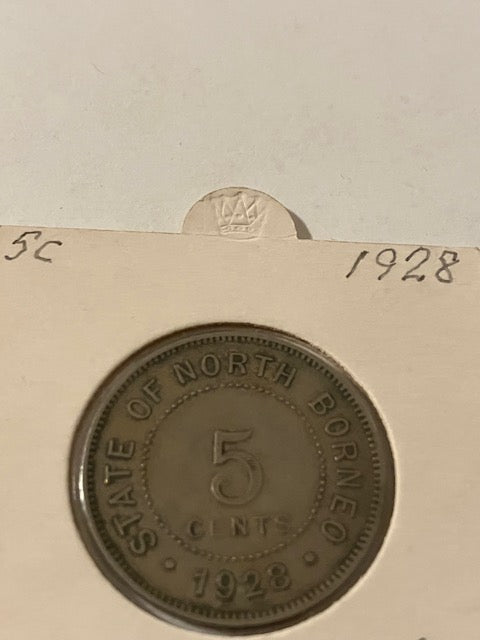 5c 1928
STATE OF NORTH BORNEO
5
CENTS
• 1928 •